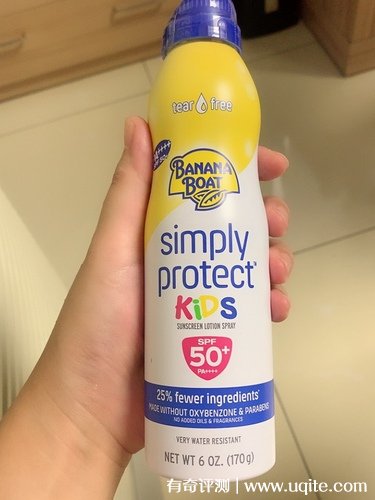 tear free
BANANA
BOAT
simply
protect™
KiDS
SUNSCREEN LOTION SPRAY
SPF
50+
PA++++
25% fewer ingredients*
MADE WITHOUT OXYBENZONE & PARABENS
NO ADDED OILS & FRAGRANCES
VERY WATER RESISTANT
NET WT 6 OZ. (170g)
有奇评测 | www.uqite.com